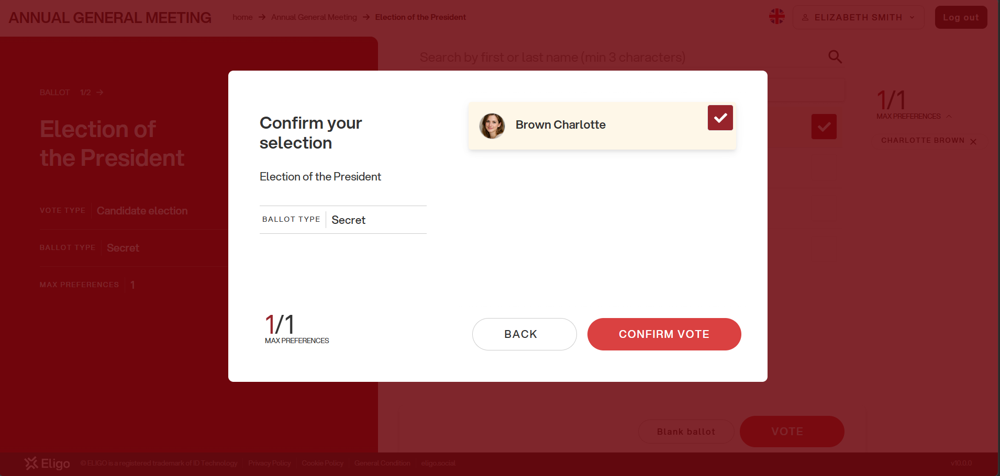 ANNUAL GENERAL MEETING
home → Annual General Meeting → Election of the President
ELIZABETH SMITH
Log out
Search by first or last name (min 3 characters)
BALLOT 1/2 →
Election of
the President
VOTE TYPE Candidate election
BALLOT TYPE Secret
MAX PREFERENCES 1
Confirm your
selection
Election of the President
BALLOT TYPE Secret
1/1
MAX PREFERENCES
Brown Charlotte
BACK
CONFIRM VOTE
1/1
MAX PREFERENCES
CHARLOTTE BROWN
Blank ballot
VOTE
Eligo
© ELIGO is a registered trademark of ID Technology
Privacy Policy
Cookie Policy
General Condition
eligo.social
v10.0.0